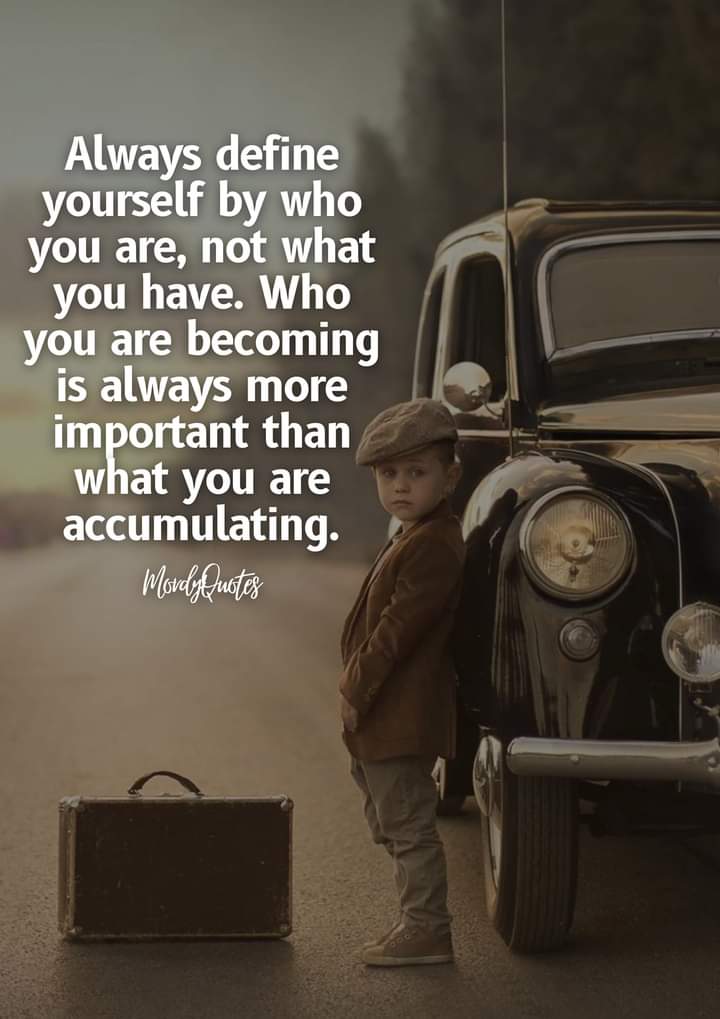 Always define
yourself by who
you are, not what
you have. Who
you are becoming
is always more
important than
what you are
accumulating.
MordyQuotes